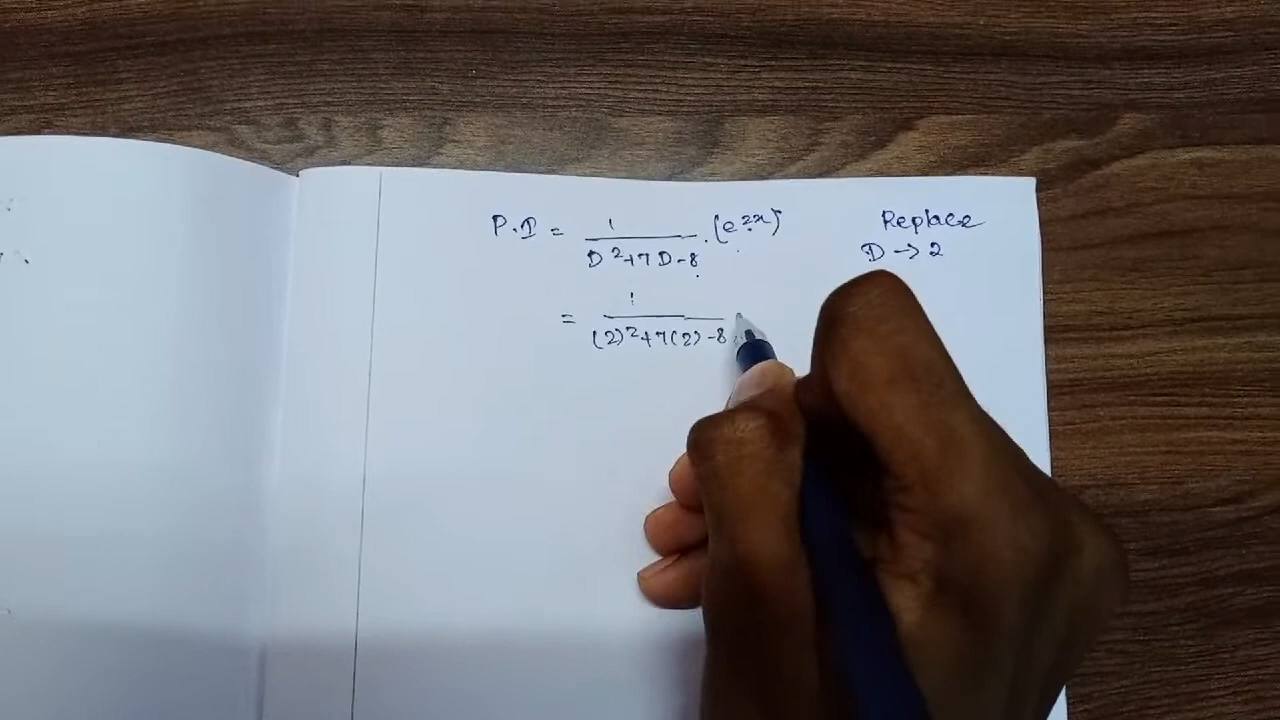 P.I = 1/(D²+7D-8) . (e^2x) Replace
D → 2
= 1/((2)²+7(2)-8)